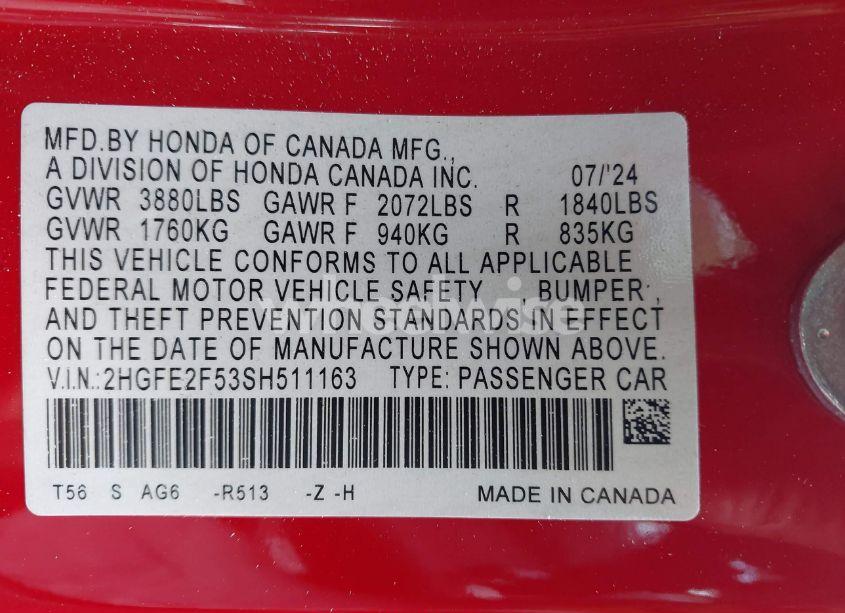 MFD.BY HONDA OF CANADA MFG.,
A DIVISION OF HONDA CANADA INC. 07/'24
GVWR 3880LBS GAWR F 2072LBS R 1840LBS
GVWR 1760KG GAWR F 940KG R 835KG
THIS VEHICLE CONFORMS TO ALL APPLICABLE
FEDERAL MOTOR VEHICLE SAFETY , BUMPER ,
AND THEFT PREVENTION STANDARDS IN EFFECT
ON THE DATE OF MANUFACTURE SHOWN ABOVE.
V.I.N.:2HGFE2F53SH511163 TYPE: PASSENGER CAR
T56 S AG6 -R513 -Z -H MADE IN CANADA